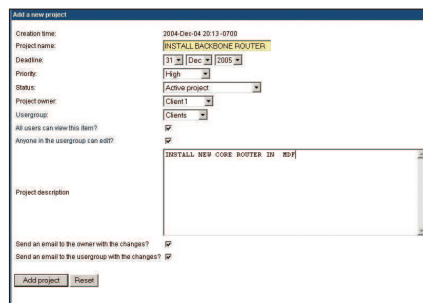 Add a new project
Creation time: 2004-Dec-04 20:13 -0700
Project name: INSTALL BACKBONE ROUTER
Deadline: 31 Dec 2005
Priority: High
Status: Active project
Project owner: Client1
Usergroup: Clients
All users can view this item?
Anyone in the usergroup can edit?
INSTALL NEW CORE ROUTER IN MDF
Project description
Send an email to the owner with the changes?
Send an email to the usergroup with the changes?
Add project Reset